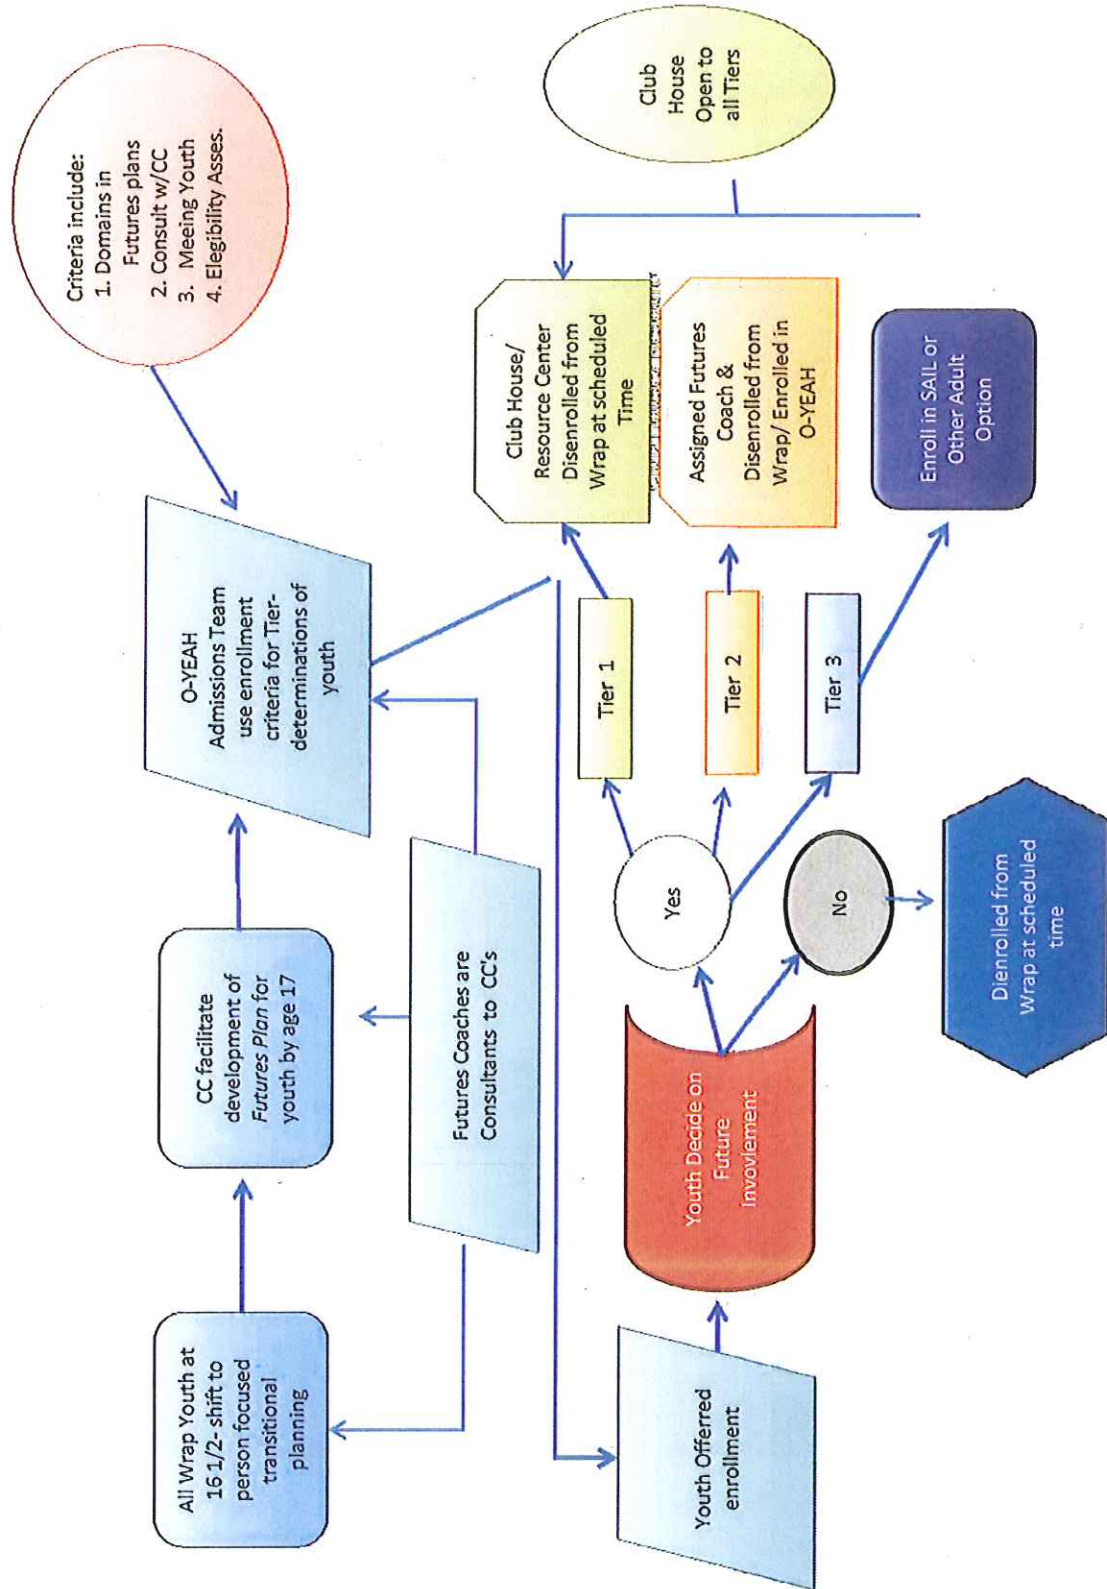 All Wrap Youth at
16 1/2- shift to
person focused
transitional
planning
CC facilitate
development of
Futures Plan for
youth by age 17
O-YEAH
Admissions Team
use enrollment
criteria for Tier-
determinations of
youth
Criteria include:
1. Domains in
Futures plans
2. Consult w/CC
3. Meeing Youth
4. Elegibility Asses.
Futures Coaches are
Consultants to CC's
Youth Offerred
enrollment
Youth Decide on
Future
Invovlement
Yes
No
Tier 1
Tier 2
Tier 3
Club House/
Resource Center
Disenrolled from
Wrap at scheduled
Time
Assigned Futures
Coach &
Disenrolled from
Wrap/ Enrolled in
O-YEAH
Enroll in SAIL or
Other Adult
Option
Club
House
Open to
all Tiers
Dienrolled from
Wrap at scheduled
time